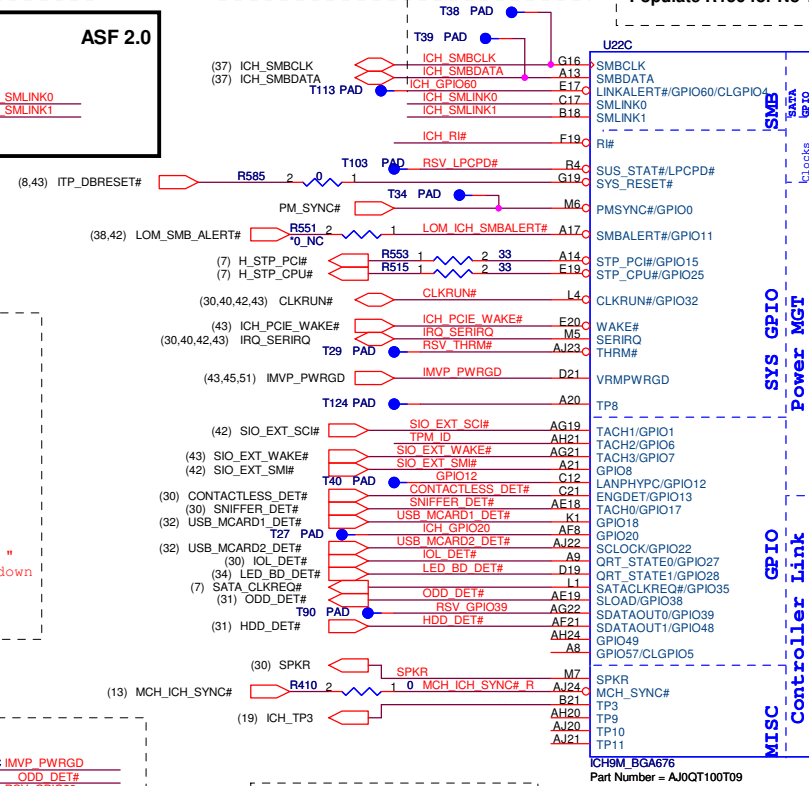 T38 PAD
ASF 2.0
T39 PAD
U22C
(37) ICH_SMBCLK ICH_SMBCLK G16 SMBCLK
(37) ICH_SMBDATA ICH_SMBDATA A13 SMBDATA
T113 PAD ICH_GPIO60 E17 LINKALERT#/GPIO60/CLGPIO4
SMLINK0 ICH_SMLINK0 C17 SMLINK0
SMLINK1 ICH_SMLINK1 B18 SMLINK1
SMB
SATA
GPIO
ICH_RI# F19 RI#
Clocks
T103 PAD RSV_LPCPD# R4 SUS_STAT#/LPCPD#
(8,43) ITP_DBRESET# R585 2 0 1 G19 SYS_RESET#
T34 PAD
PM_SYNC# M6 PMSYNC#/GPIO0
(38,42) LOM_SMB_ALERT# R551 2 1 LOM_ICH_SMBALERT# A17 SMBALERT#/GPIO11
*0_NC
(7) H_STP_PCI# R553 1 2 33 A14 STP_PCI#/GPIO15
(7) H_STP_CPU# R515 1 2 33 E19 STP_CPU#/GPIO25
(30,40,42,43) CLKRUN# CLKRUN# L4 CLKRUN#/GPIO32
(43) ICH_PCIE_WAKE# ICH_PCIE_WAKE# E20 WAKE#
(30,40,42,43) IRQ_SERIRQ IRQ_SERIRQ M5 SERIRQ
T29 PAD RSV_THRM# AJ23 THRM#
SYS GPIO
Power MGT
(43,45,51) IMVP_PWRGD IMVP_PWRGD D21 VRMPWRGD
T124 PAD A20 TP8
(42) SIO_EXT_SCI# SIO_EXT_SCI# AG19 TACH1/GPIO1
TPM_ID AH21 TACH2/GPIO6
(43) SIO_EXT_WAKE# SIO_EXT_WAKE# AG21 TACH3/GPIO7
(42) SIO_EXT_SMI# SIO_EXT_SMI# A21 GPIO8
T40 PAD GPIO12 C12 LANPHYPC/GPIO12
(30) CONTACTLESS_DET# CONTACTLESS_DET# C21 ENGDET/GPIO13
(30) SNIFFER_DET# SNIFFER_DET# AE18 TACH0/GPIO17
(32) USB_MCARD1_DET# USB_MCARD1_DET# K1 GPIO18
T27 PAD ICH_GPIO20 AF8 GPIO20
(32) USB_MCARD2_DET# USB_MCARD2_DET# AJ22 SCLOCK/GPIO22
(30) IOL_DET# IOL_DET# A9 QRT_STATE0/GPIO27
(34) LED_BD_DET# LED_BD_DET# D19 QRT_STATE1/GPIO28
(7) SATA_CLKREQ# L1 SATACLKREQ#/GPIO35
(31) ODD_DET# ODD_DET# AE19 SLOAD/GPIO38
T90 PAD RSV_GPIO39 AG22 SDATAOUT0/GPIO39
(31) HDD_DET# HDD_DET# AF21 SDATAOUT1/GPIO48
AH24 GPIO49
A8 GPIO57/CLGPIO5
GPIO
Controller Link
"
down
(30) SPKR SPKR M7 SPKR
(13) MCH_ICH_SYNC# R410 2 1 0 MCH_ICH_SYNC#_R AJ24 MCH_SYNC#
B21 TP3
(19) ICH_TP3 AH20 TP9
AJ20 TP10
AJ21 TP11
MISC
IMVP_PWRGD
ODD_DET#
ICH9M_BGA676
Part Number = AJ0QT100T09